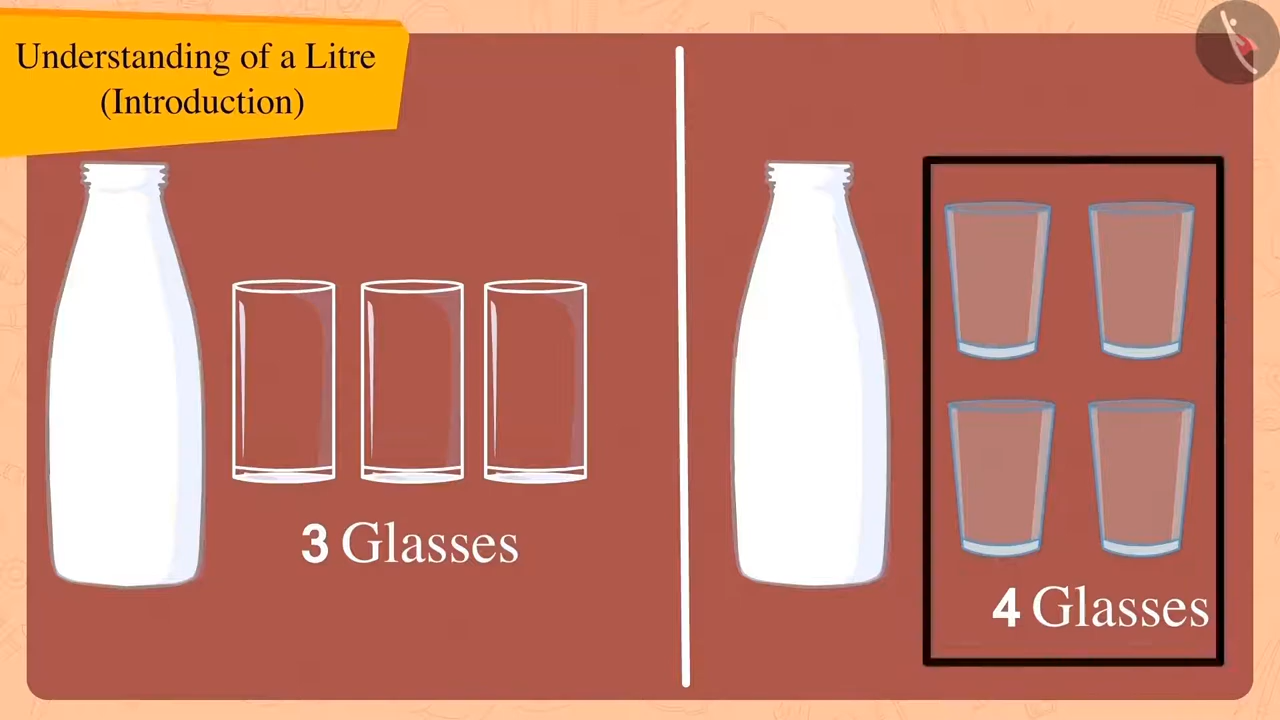 Understanding of a Litre
(Introduction)
3 Glasses
4 Glasses